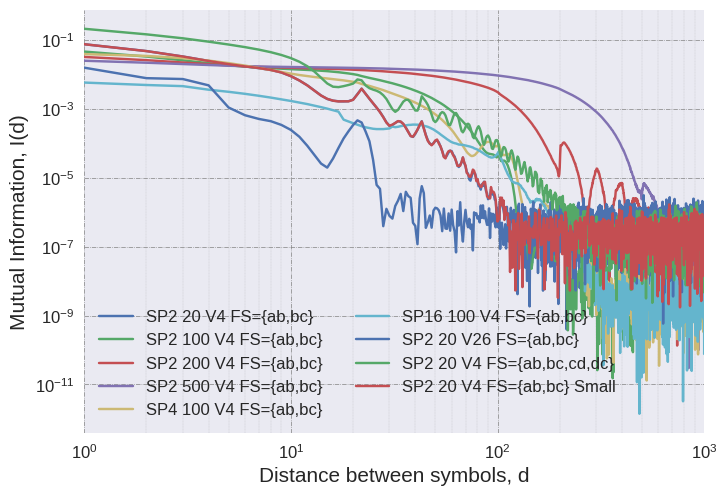 Mutual Information, I(d)
10⁻¹
10⁻³
10⁻⁵
10⁻⁷
10⁻⁹
10⁻¹¹
SP2 20 V4 FS={ab,bc}
SP2 100 V4 FS={ab,bc}
SP2 200 V4 FS={ab,bc}
SP2 500 V4 FS={ab,bc}
SP4 100 V4 FS={ab,bc}
SP16 100 V4 FS={ab,bc}
SP2 20 V26 FS={ab,bc}
SP2 20 V4 FS={ab,bc,cd,dc}
SP2 20 V4 FS={ab,bc} Small
10⁰ 10¹ 10² 10³
Distance between symbols, d